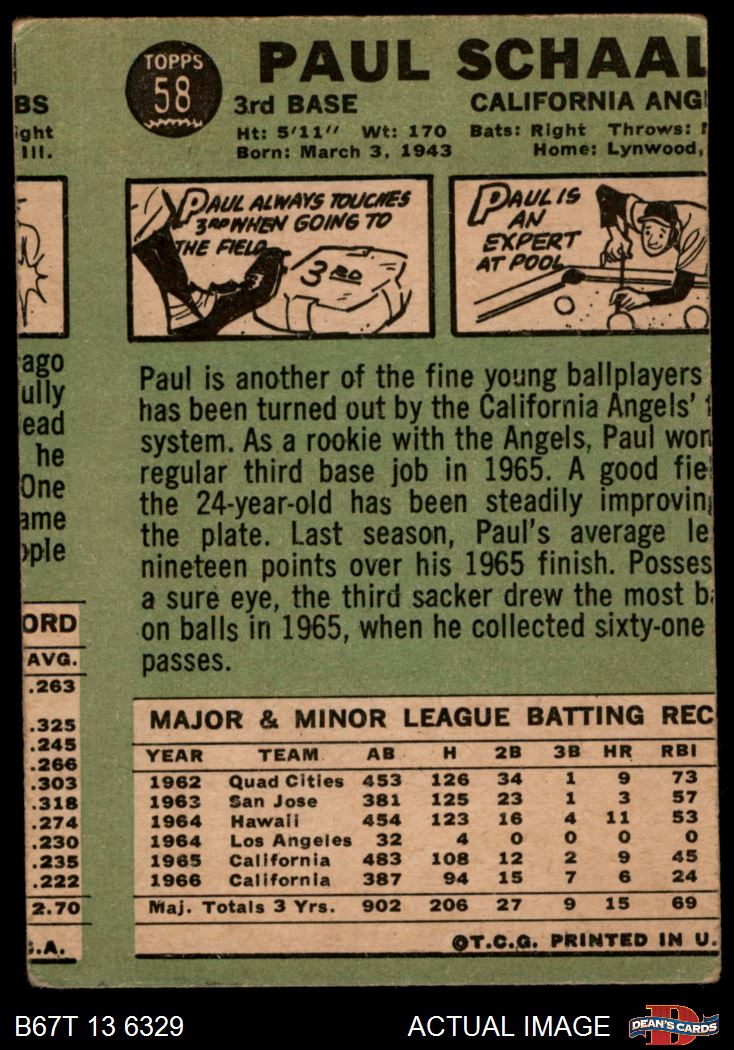 BS
ight
Ill.
ago
ully
ead
he
One
ame
ople
ORD
AVG.
.263
.325
.245
.266
.303
.318
.274
.230
.235
.222
2.70
S.A.
TOPPS
58
PAUL SCHAAL
3rd BASE CALIFORNIA ANG
Ht: 5'11" Wt: 170 Bats: Right Throws:
Born: March 3, 1943 Home: Lynwood,
PAUL ALWAYS TOUCHES
3RD WHEN GOING TO
THE FIELD
3RD
PAUL IS
AN
EXPERT
AT POOL
Paul is another of the fine young ballplayers
has been turned out by the California Angels'
system. As a rookie with the Angels, Paul won
regular third base job in 1965. A good fie
the 24-year-old has been steadily improving
the plate. Last season, Paul's average le
nineteen points over his 1965 finish. Posses
a sure eye, the third sacker drew the most b
on balls in 1965, when he collected sixty-one
passes.
MAJOR & MINOR LEAGUE BATTING REC
YEAR TEAM AB H 2B 3B HR RBI
1962 Quad Cities 453 126 34 1 9 73
1963 San Jose 381 125 23 1 3 57
1964 Hawaii 454 123 16 4 11 53
1964 Los Angeles 32 4 0 0 0 0
1965 California 483 108 12 2 9 45
1966 California 387 94 15 7 6 24
Maj. Totals 3 Yrs. 902 206 27 9 15 69
©T.C.G. PRINTED IN U.
B67T 13 6329 ACTUAL IMAGE
DEAN'S CARDS